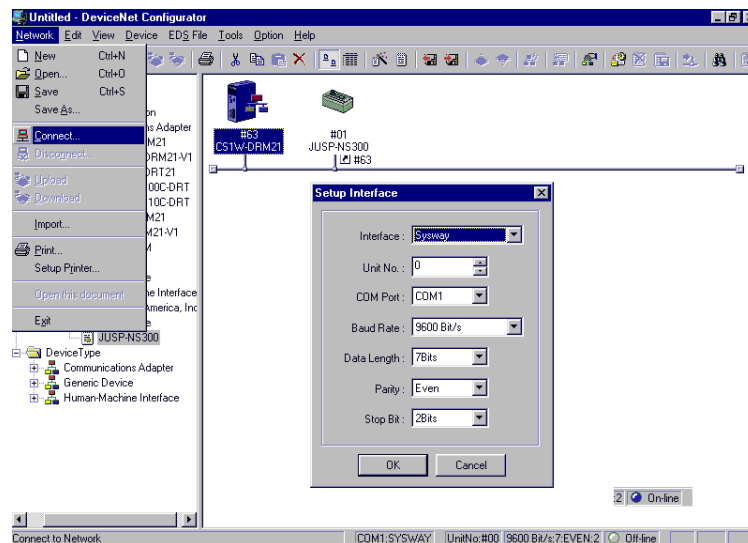 Untitled - DeviceNet Configurator
Network Edit View Device EDS File Tools Option Help
New Ctrl+N
Open... Ctrl+O
Save Ctrl+S
Save As...
Connect...
Disconnect...
Upload
Download
Import...
Print...
Setup Printer...
Open this document
Exit
on
ns Adapter
M21
DRM21-V1
DRT21
00C-DRT
10C-DRT
M21
M21-V1
ne Interface
America, Inc
JUSP-NS300
DeviceType
Communications Adapter
Generic Device
Human-Machine Interface
#63
CS1W-DRM21
#01
JUSP-NS300
#63
Setup Interface
Interface : Sysway
Unit No. : 0
COM Port : COM1
Baud Rate : 9600 Bit/s
Data Length : 7Bits
Parity : Even
Stop Bit : 2Bits
OK Cancel
:2 On-line
Connect to Network COM1:SYSWAY UnitNo:#00 9600 Bit/s:7:EVEN:2 Off-line